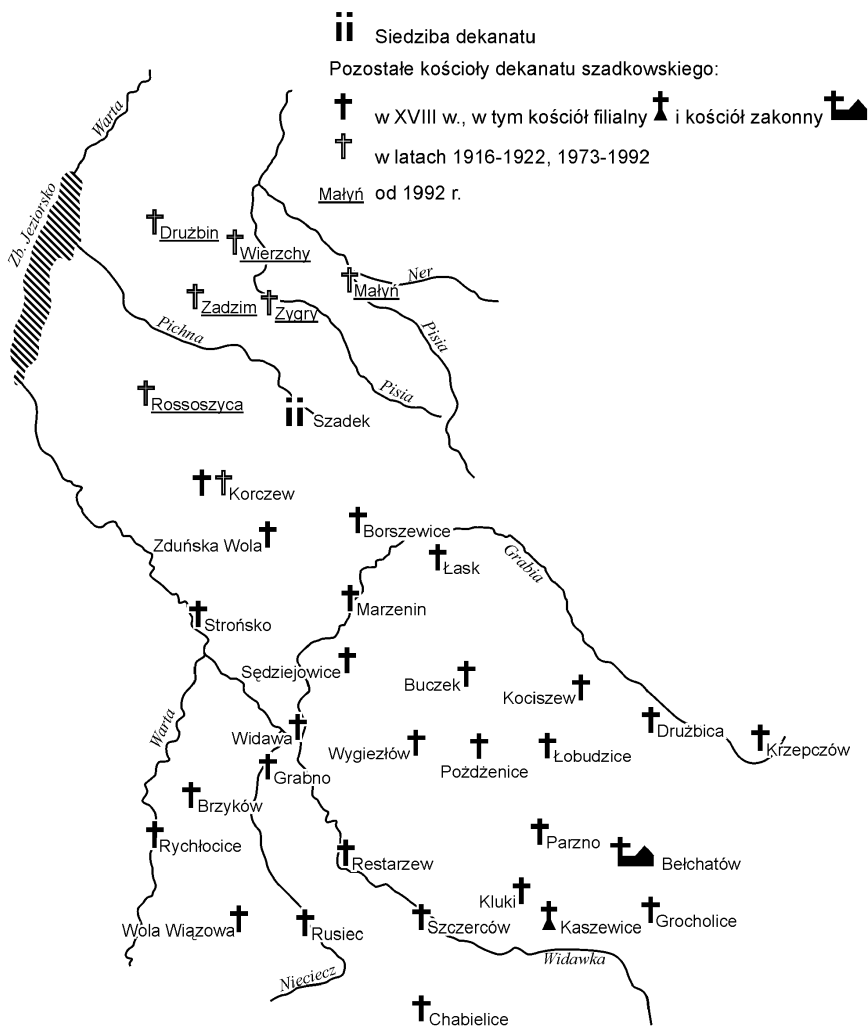 Siedziba dekanatu
Pozostałe kościoły dekanatu szadkowskiego:
w XVIII w., w tym kościół filialny i kościół zakonny
w latach 1916-1922, 1973-1992
Małyń od 1992 r.
Warta
Zb. Jeziorsko
Drużbin
Wierzchy
Ner
Małyń
Zadzim
Zygry
Pichna
Pisia
Pisia
Rossoszyca
Szadek
Korczew
Borszewice
Zduńska Wola
Łask
Grabia
Marzenin
Strońsko
Sędziejowice
Buczek
Kociszew
Warta
Widawa
Drużbica
Wygiezłów
Pożdżenice
Łobudzice
Krzepczów
Grabno
Brzyków
Rychłocice
Parzno
Restarzew
Bełchatów
Kluki
Wola Wiązowa
Rusiec
Szczerców
Kaszewice
Grocholice
Widawka
Nieciecz
Chabielice